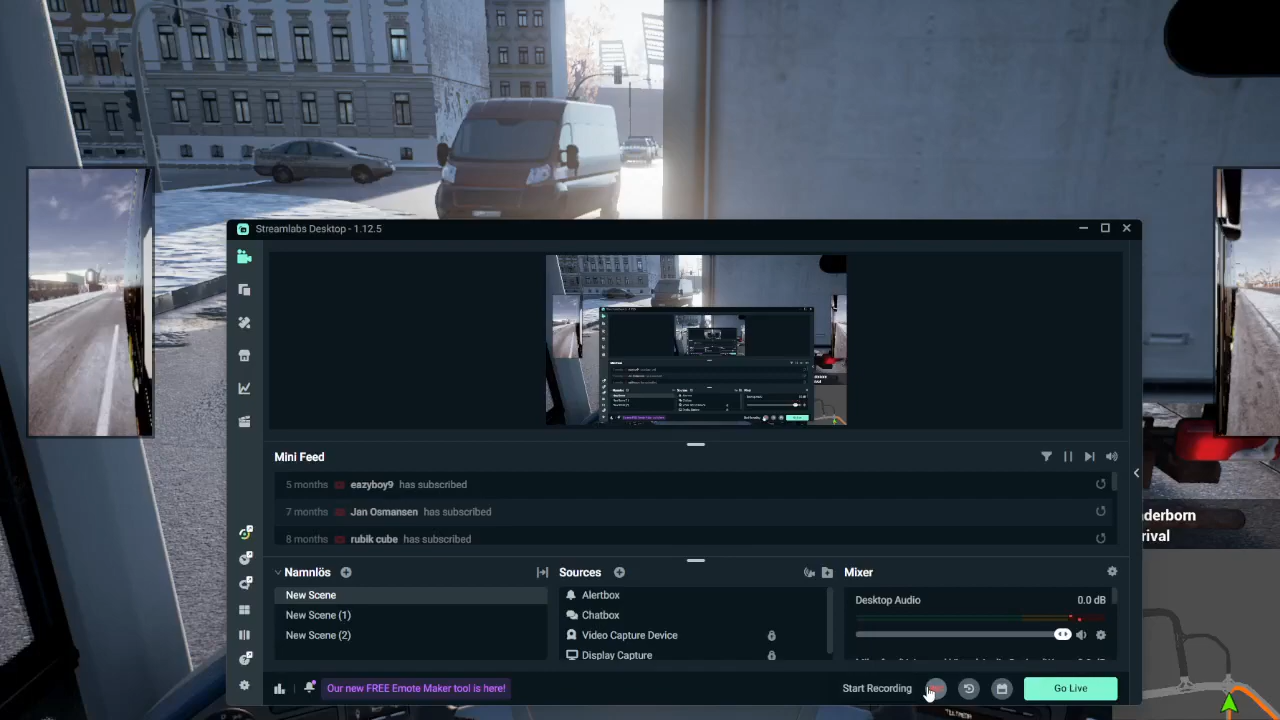 Streamlabs Desktop - 1.12.5
Mini Feed
5 months eazyboy9 has subscribed
7 months Jan Osmansen has subscribed
8 months rubik cube has subscribed
nderborn
rival
Namnlös
Sources
Mixer
New Scene
New Scene (1)
New Scene (2)
Alertbox
Chatbox
Video Capture Device
Display Capture
Desktop Audio 0.0 dB
Our new FREE Emote Maker tool is here!
Start Recording
Go Live